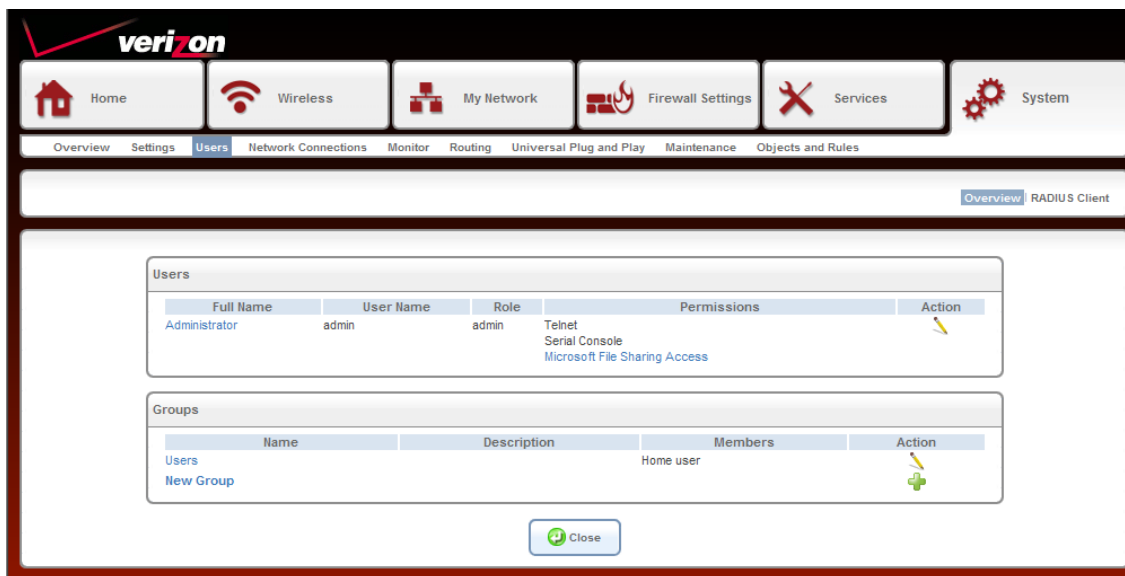 verizon
Home Wireless My Network Firewall Settings Services System
Overview Settings Users Network Connections Monitor Routing Universal Plug and Play Maintenance Objects and Rules
Overview | RADIUS Client
Users
Full Name User Name Role Permissions Action
Administrator admin admin Telnet
Serial Console
Microsoft File Sharing Access
Groups
Name Description Members Action
Users Home user
New Group
Close